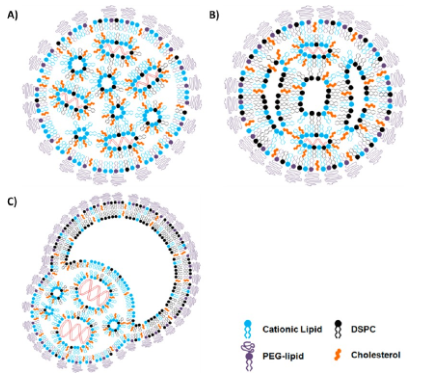 A)
B)
C)
Cationic Lipid
DSPC
PEG-lipid
Cholesterol